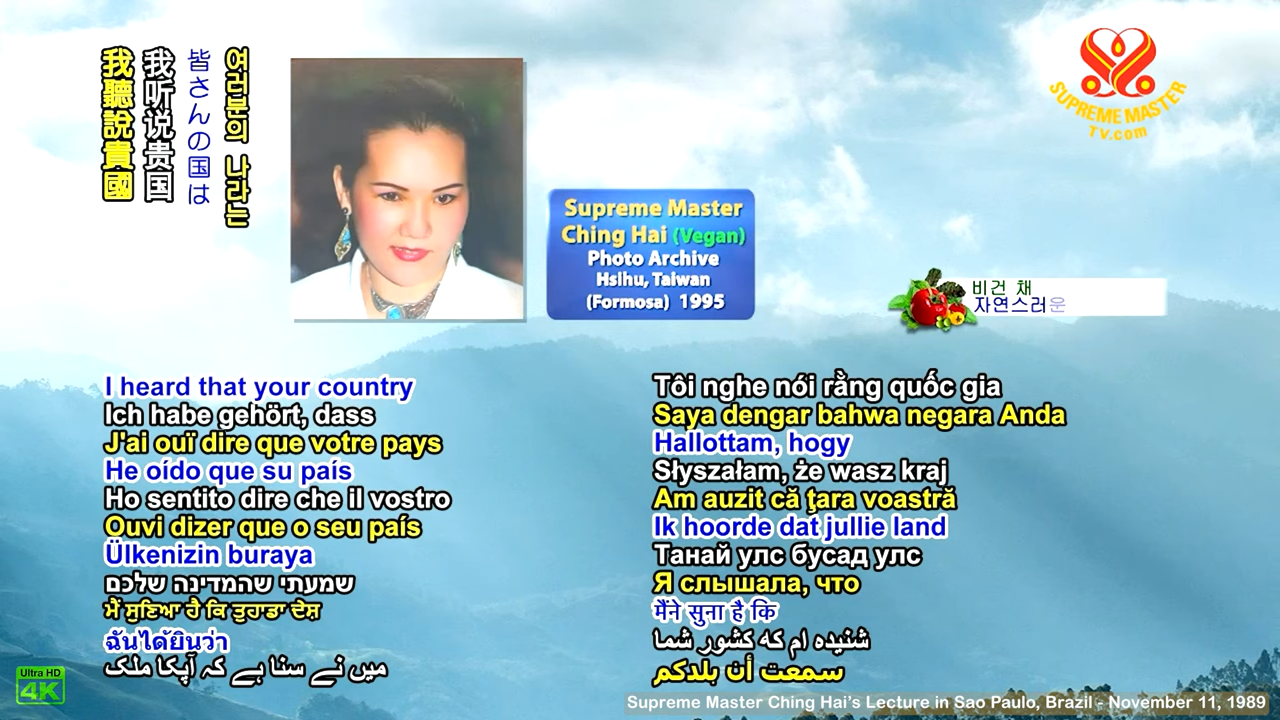 我聽說貴國
我听说贵国
皆さんの国は
여러분의 나라는
SUPREME MASTER
TV.com
Supreme Master
Ching Hai (Vegan)
Photo Archive
Hsihu, Taiwan
(Formosa) 1995
비건 채
자연스러운
I heard that your country
Ich habe gehört, dass
J'ai ouï dire que votre pays
He oído que su país
Ho sentito dire che il vostro
Ouvi dizer que o seu país
Ülkenizin buraya
שמעתי שהמדינה שלכם
ਮੈਂ ਸੁਣਿਆ ਹੈ ਕਿ ਤੁਹਾਡਾ ਦੇਸ਼
ฉันได้ยินว่า
میں نے سنا ہے کہ آپکا ملک
Tôi nghe nói rằng quốc gia
Saya dengar bahwa negara Anda
Hallottam, hogy
Słyszałam, że wasz kraj
Am auzit că ţara voastră
Ik hoorde dat jullie land
Танай улс бусад улс
Я слышала, что
मैंने सुना है कि
شنیده ام که کشور شما
سمعت أن بلدكم
Ultra HD
4K
Supreme Master Ching Hai's Lecture in Sao Paulo, Brazil - November 11, 1989